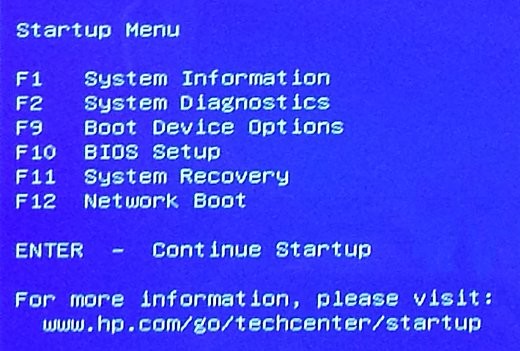 Startup Menu
F1 System Information
F2 System Diagnostics
F9 Boot Device Options
F10 BIOS Setup
F11 System Recovery
F12 Network Boot
ENTER - Continue Startup
For more information, please visit:
www.hp.com/go/techcenter/startup